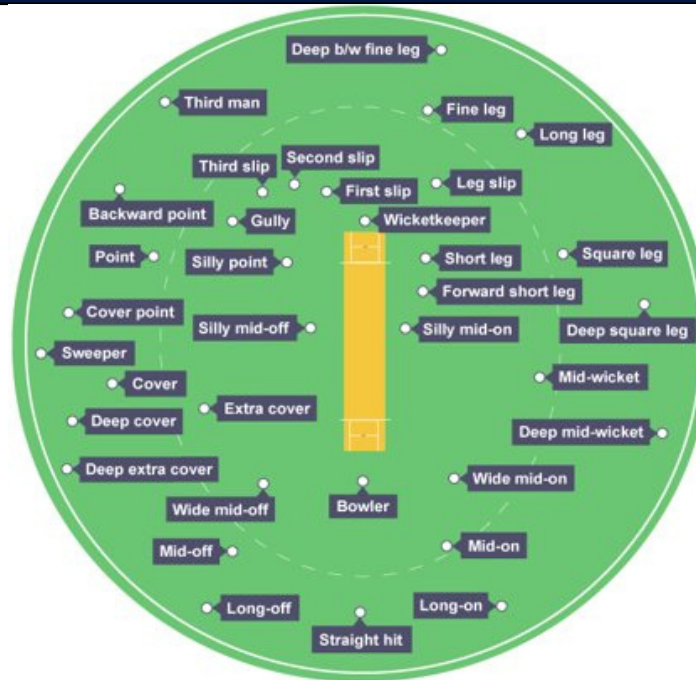 Deep b/w fine leg
Third man
Fine leg
Long leg
Third slip
Second slip
First slip
Leg slip
Backward point
Gully
Wicketkeeper
Point
Silly point
Short leg
Square leg
Forward short leg
Cover point
Silly mid-off
Silly mid-on
Deep square leg
Sweeper
Cover
Mid-wicket
Deep cover
Extra cover
Deep mid-wicket
Deep extra cover
Wide mid-on
Wide mid-off
Bowler
Mid-off
Mid-on
Long-off
Long-on
Straight hit